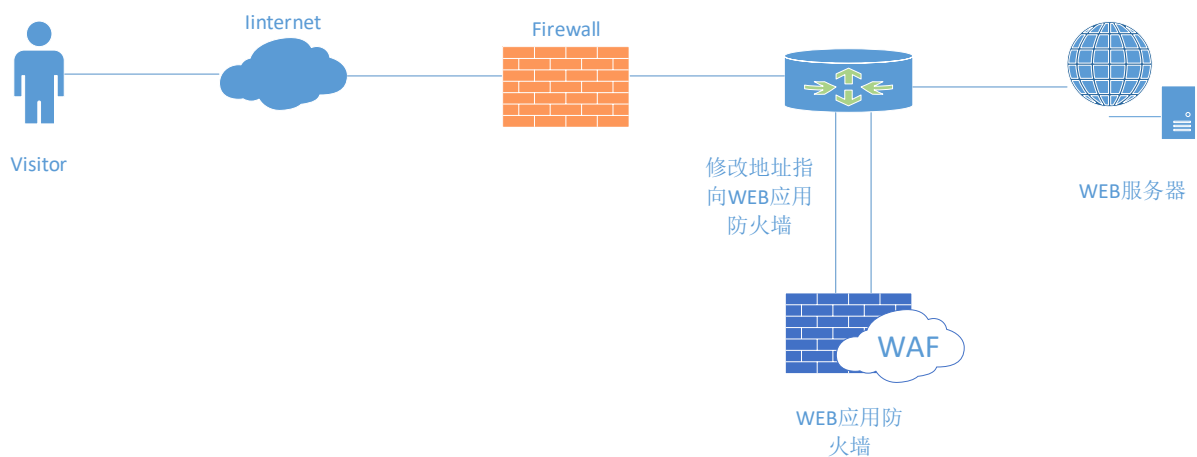 Iinternet
Firewall
Visitor
修改地址指
向WEB应用
防火墙
WEB服务器
WAF
WEB应用防
火墙